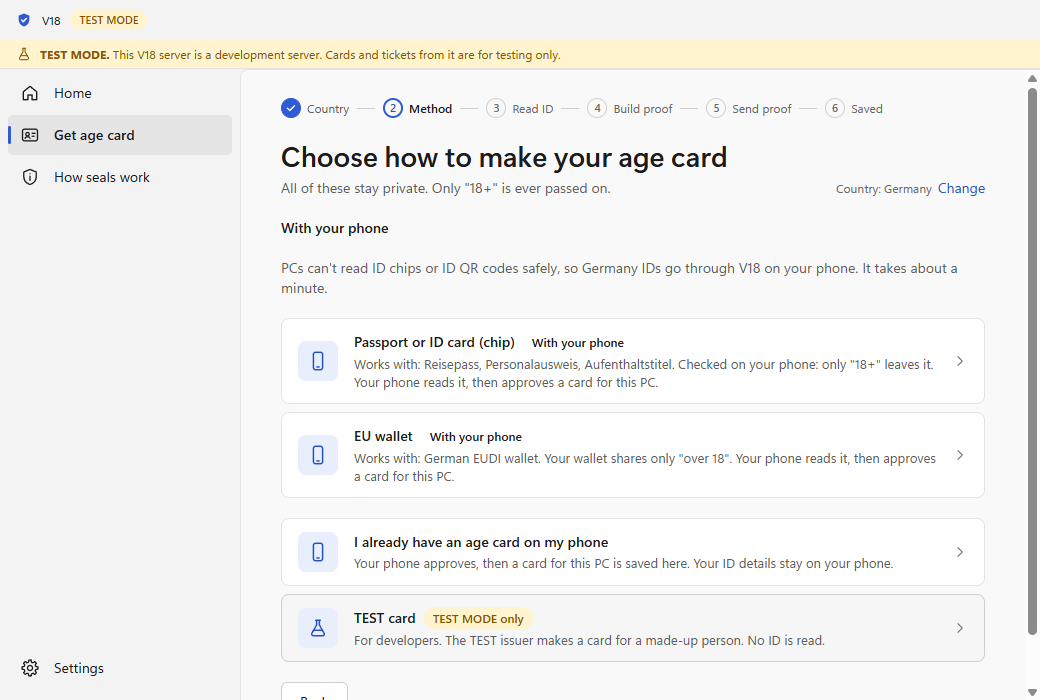 V18 TEST MODE
TEST MODE. This V18 server is a development server. Cards and tickets from it are for testing only.
Home
Get age card
How seals work
Settings
Country 2 Method 3 Read ID 4 Build proof 5 Send proof 6 Saved
Choose how to make your age card
All of these stay private. Only "18+" is ever passed on.
Country: Germany Change
With your phone
PCs can't read ID chips or ID QR codes safely, so Germany IDs go through V18 on your phone. It takes about a
minute.
Passport or ID card (chip) With your phone
Works with: Reisepass, Personalausweis, Aufenthaltstitel. Checked on your phone: only "18+" leaves it.
Your phone reads it, then approves a card for this PC.
EU wallet With your phone
Works with: German EUDI wallet. Your wallet shares only "over 18". Your phone reads it, then approves
a card for this PC.
I already have an age card on my phone
Your phone approves, then a card for this PC is saved here. Your ID details stay on your phone.
TEST card TEST MODE only
For developers. The TEST issuer makes a card for a made-up person. No ID is read.